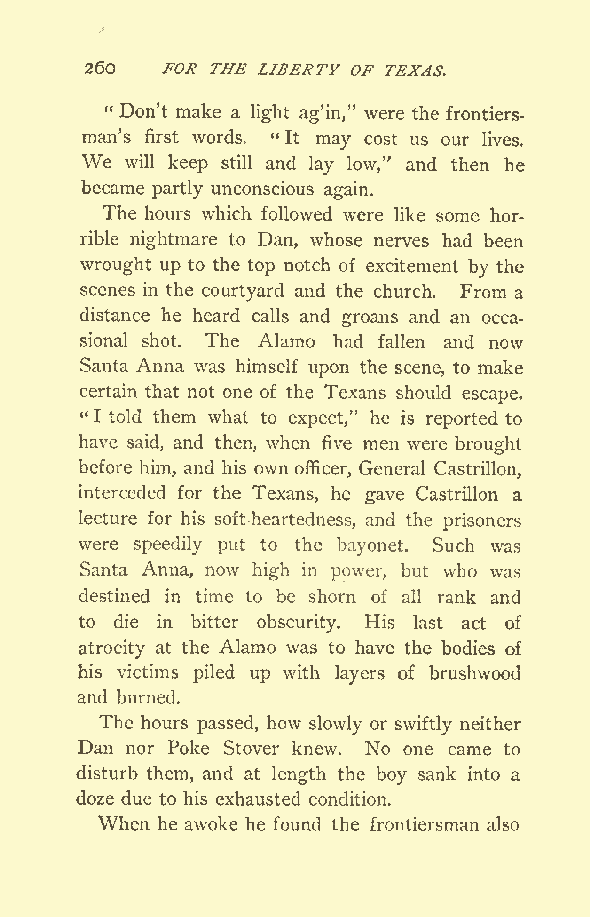 260 FOR THE LIBERTY OF TEXAS.
" Don't make a light ag'in," were the frontiers-
man's first words. " It may cost us our lives.
We will keep still and lay low," and then he
became partly unconscious again.
The hours which followed were like some hor-
rible nightmare to Dan, whose nerves had been
wrought up to the top notch of excitement by the
scenes in the courtyard and the church. From a
distance he heard calls and groans and an occa-
sional shot. The Alamo had fallen and now
Santa Anna was himself upon the scene, to make
certain that not one of the Texans should escape.
" I told them what to expect," he is reported to
have said, and then, when five men were brought
before him, and his own officer, General Castrillon,
interceded for the Texans, he gave Castrillon a
lecture for his soft-heartedness, and the prisoners
were speedily put to the bayonet. Such was
Santa Anna, now high in power, but who was
destined in time to be shorn of all rank and
to die in bitter obscurity. His last act of
atrocity at the Alamo was to have the bodies of
his victims piled up with layers of brushwood
and burned.
The hours passed, how slowly or swiftly neither
Dan nor Poke Stover knew. No one came to
disturb them, and at length the boy sank into a
doze due to his exhausted condition.
When he awoke he found the frontiersman also